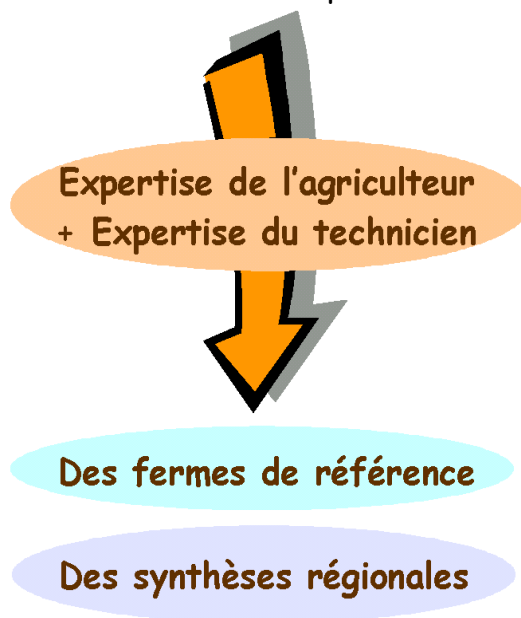 Expertise de l'agriculteur
+ Expertise du technicien
Des fermes de référence
Des synthèses régionales